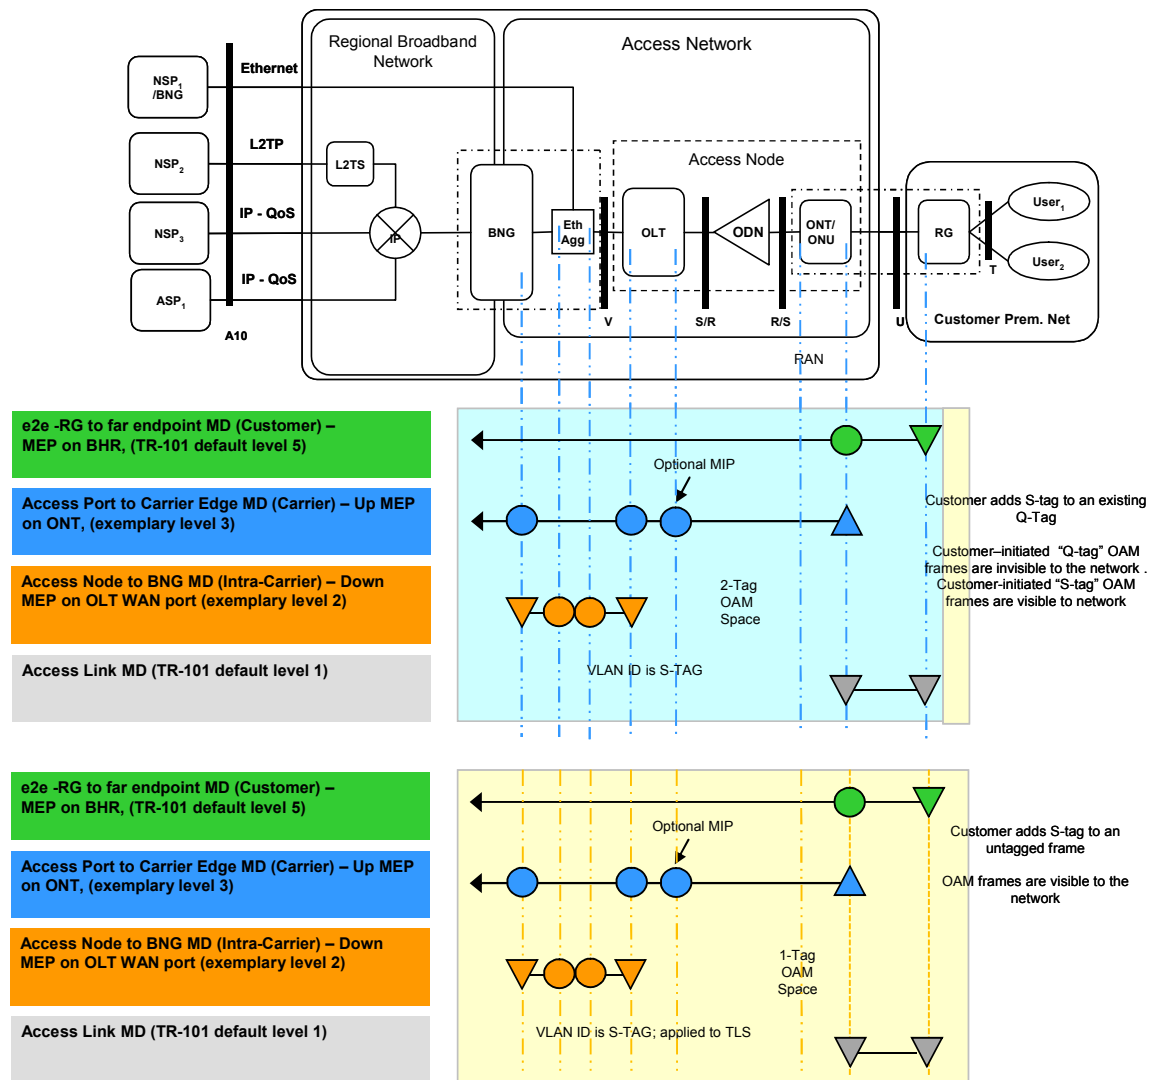 Regional Broadband
Network
Access Network
Ethernet
NSP1
/BNG
L2TP
Access Node
NSP2
L2TS
IP - QoS
User1
NSP3
IP
BNG
Eth
Agg
OLT
ODN
ONT/
ONU
RG
IP - QoS
User2
T
ASP1
A10
V
S/R
R/S
U
Customer Prem. Net
RAN
e2e -RG to far endpoint MD (Customer) –
MEP on BHR, (TR-101 default level 5)
Optional MIP
Access Port to Carrier Edge MD (Carrier) – Up MEP
on ONT, (exemplary level 3)
Customer adds S-tag to an existing
Q-Tag
Customer–initiated “Q-tag” OAM
frames are invisible to the network .
Customer-initiated “S-tag” OAM
frames are visible to network
Access Node to BNG MD (Intra-Carrier) – Down
MEP on OLT WAN port (exemplary level 2)
2-Tag
OAM
Space
Access Link MD (TR-101 default level 1)
VLAN ID is S-TAG
e2e -RG to far endpoint MD (Customer) –
MEP on BHR, (TR-101 default level 5)
Optional MIP
Customer adds S-tag to an
untagged frame
Access Port to Carrier Edge MD (Carrier) – Up MEP
on ONT, (exemplary level 3)
OAM frames are visible to the
network
Access Node to BNG MD (Intra-Carrier) – Down
MEP on OLT WAN port (exemplary level 2)
1-Tag
OAM
Space
Access Link MD (TR-101 default level 1)
VLAN ID is S-TAG; applied to TLS